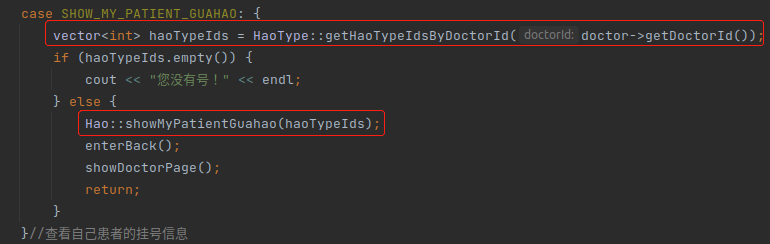 case SHOW_MY_PATIENT_GUAHAO: {
vector<int> haoTypeIds = HaoType::getHaoTypeIdsByDoctorId( doctorId: doctor->getDoctorId());
if (haoTypeIds.empty()) {
cout << "您没有号！" << endl;
} else {
Hao::showMyPatientGuahao(haoTypeIds);
enterBack();
showDoctorPage();
return;
}
}//查看自己患者的挂号信息